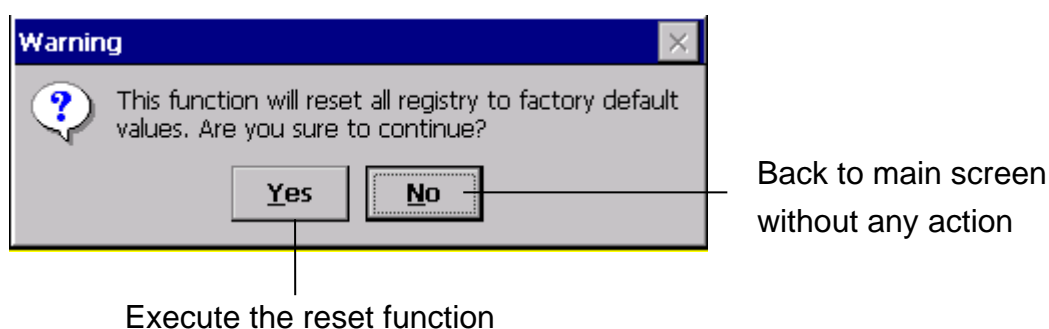 Warning
This function will reset all registry to factory default
values. Are you sure to continue?
Yes
No
Back to main screen
without any action
Execute the reset function